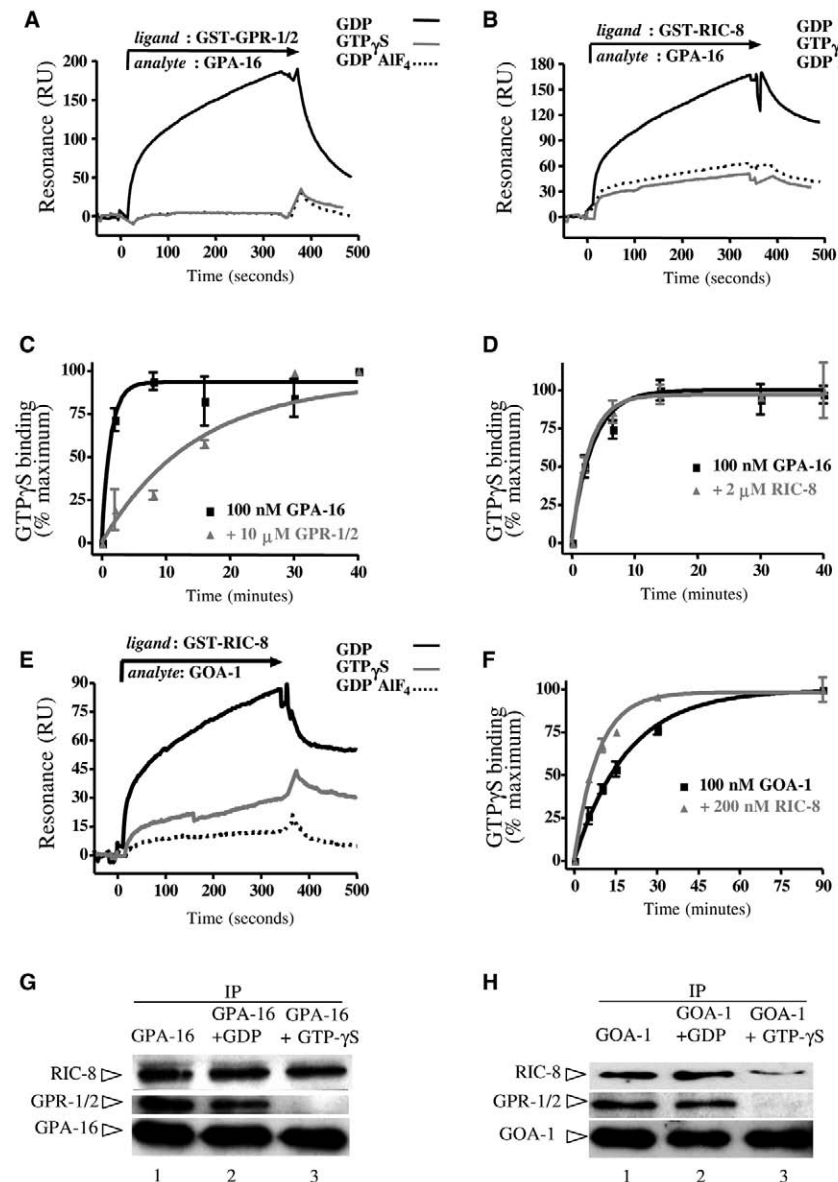 A
ligand : GST-GPR-1/2
analyte : GPA-16
GDP
GTPγS
GDP AlF4
Resonance (RU)
200
150
100
50
0
0 100 200 300 400 500
Time (seconds)
B
ligand : GST-RIC-8
analyte : GPA-16
GDP
GTPγ
GDP
Resonance (RU)
180
150
120
90
60
30
0
0 100 200 300 400 500
Time (seconds)
C
GTPγS binding
(% maximum)
100
75
50
25
0
100 nM GPA-16
+ 10 μM GPR-1/2
0 10 20 30 40
Time (minutes)
D
GTPγS binding
(% maximum)
100
75
50
25
0
100 nM GPA-16
+ 2 μM RIC-8
0 10 20 30 40
Time (minutes)
E
ligand : GST-RIC-8
analyte: GOA-1
GDP
GTPγS
GDP AlF4
Resonance (RU)
90
75
60
45
30
15
0
0 100 200 300 400 500
Time (seconds)
F
GTPγS binding
(% maximum)
100
75
50
25
0
100 nM GOA-1
+ 200 nM RIC-8
0 15 30 45 60 75 90
Time (minutes)
G
IP
GPA-16
GPA-16
+GDP
GPA-16
+ GTP-γS
RIC-8
GPR-1/2
GPA-16
1 2 3
H
IP
GOA-1
GOA-1
+GDP
GOA-1
+ GTP-γS
RIC-8
GPR-1/2
GOA-1
1 2 3